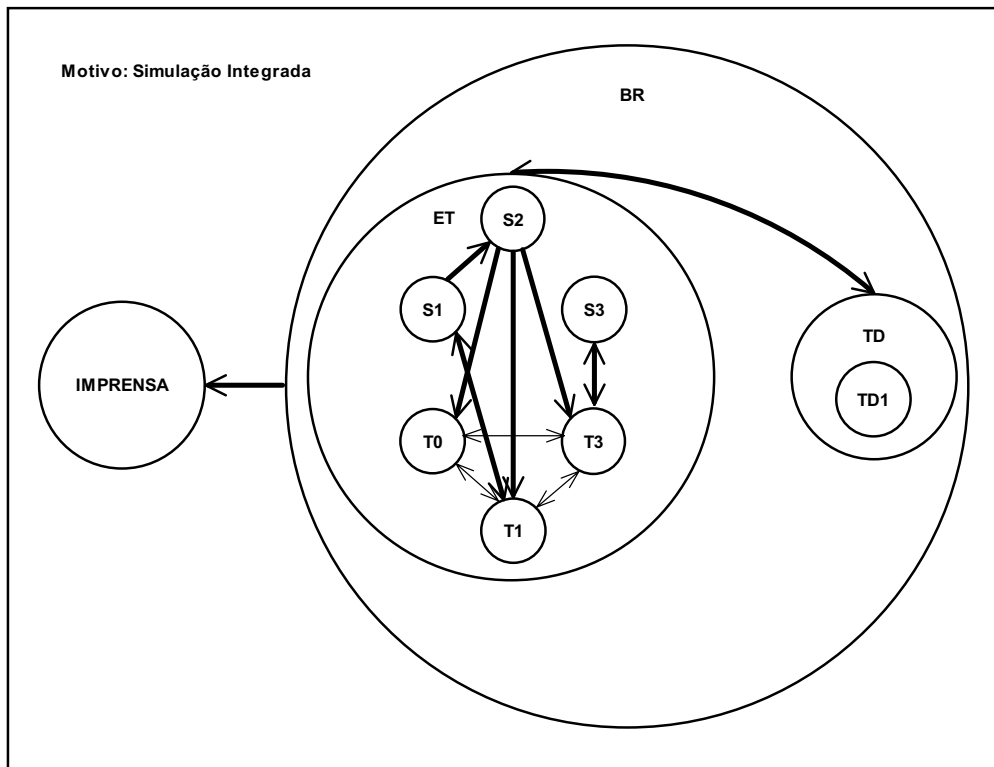 Motivo: Simulação Integrada
BR
ET
S2
S1
S3
TD
IMPRENSA
TD1
T0
T3
T1